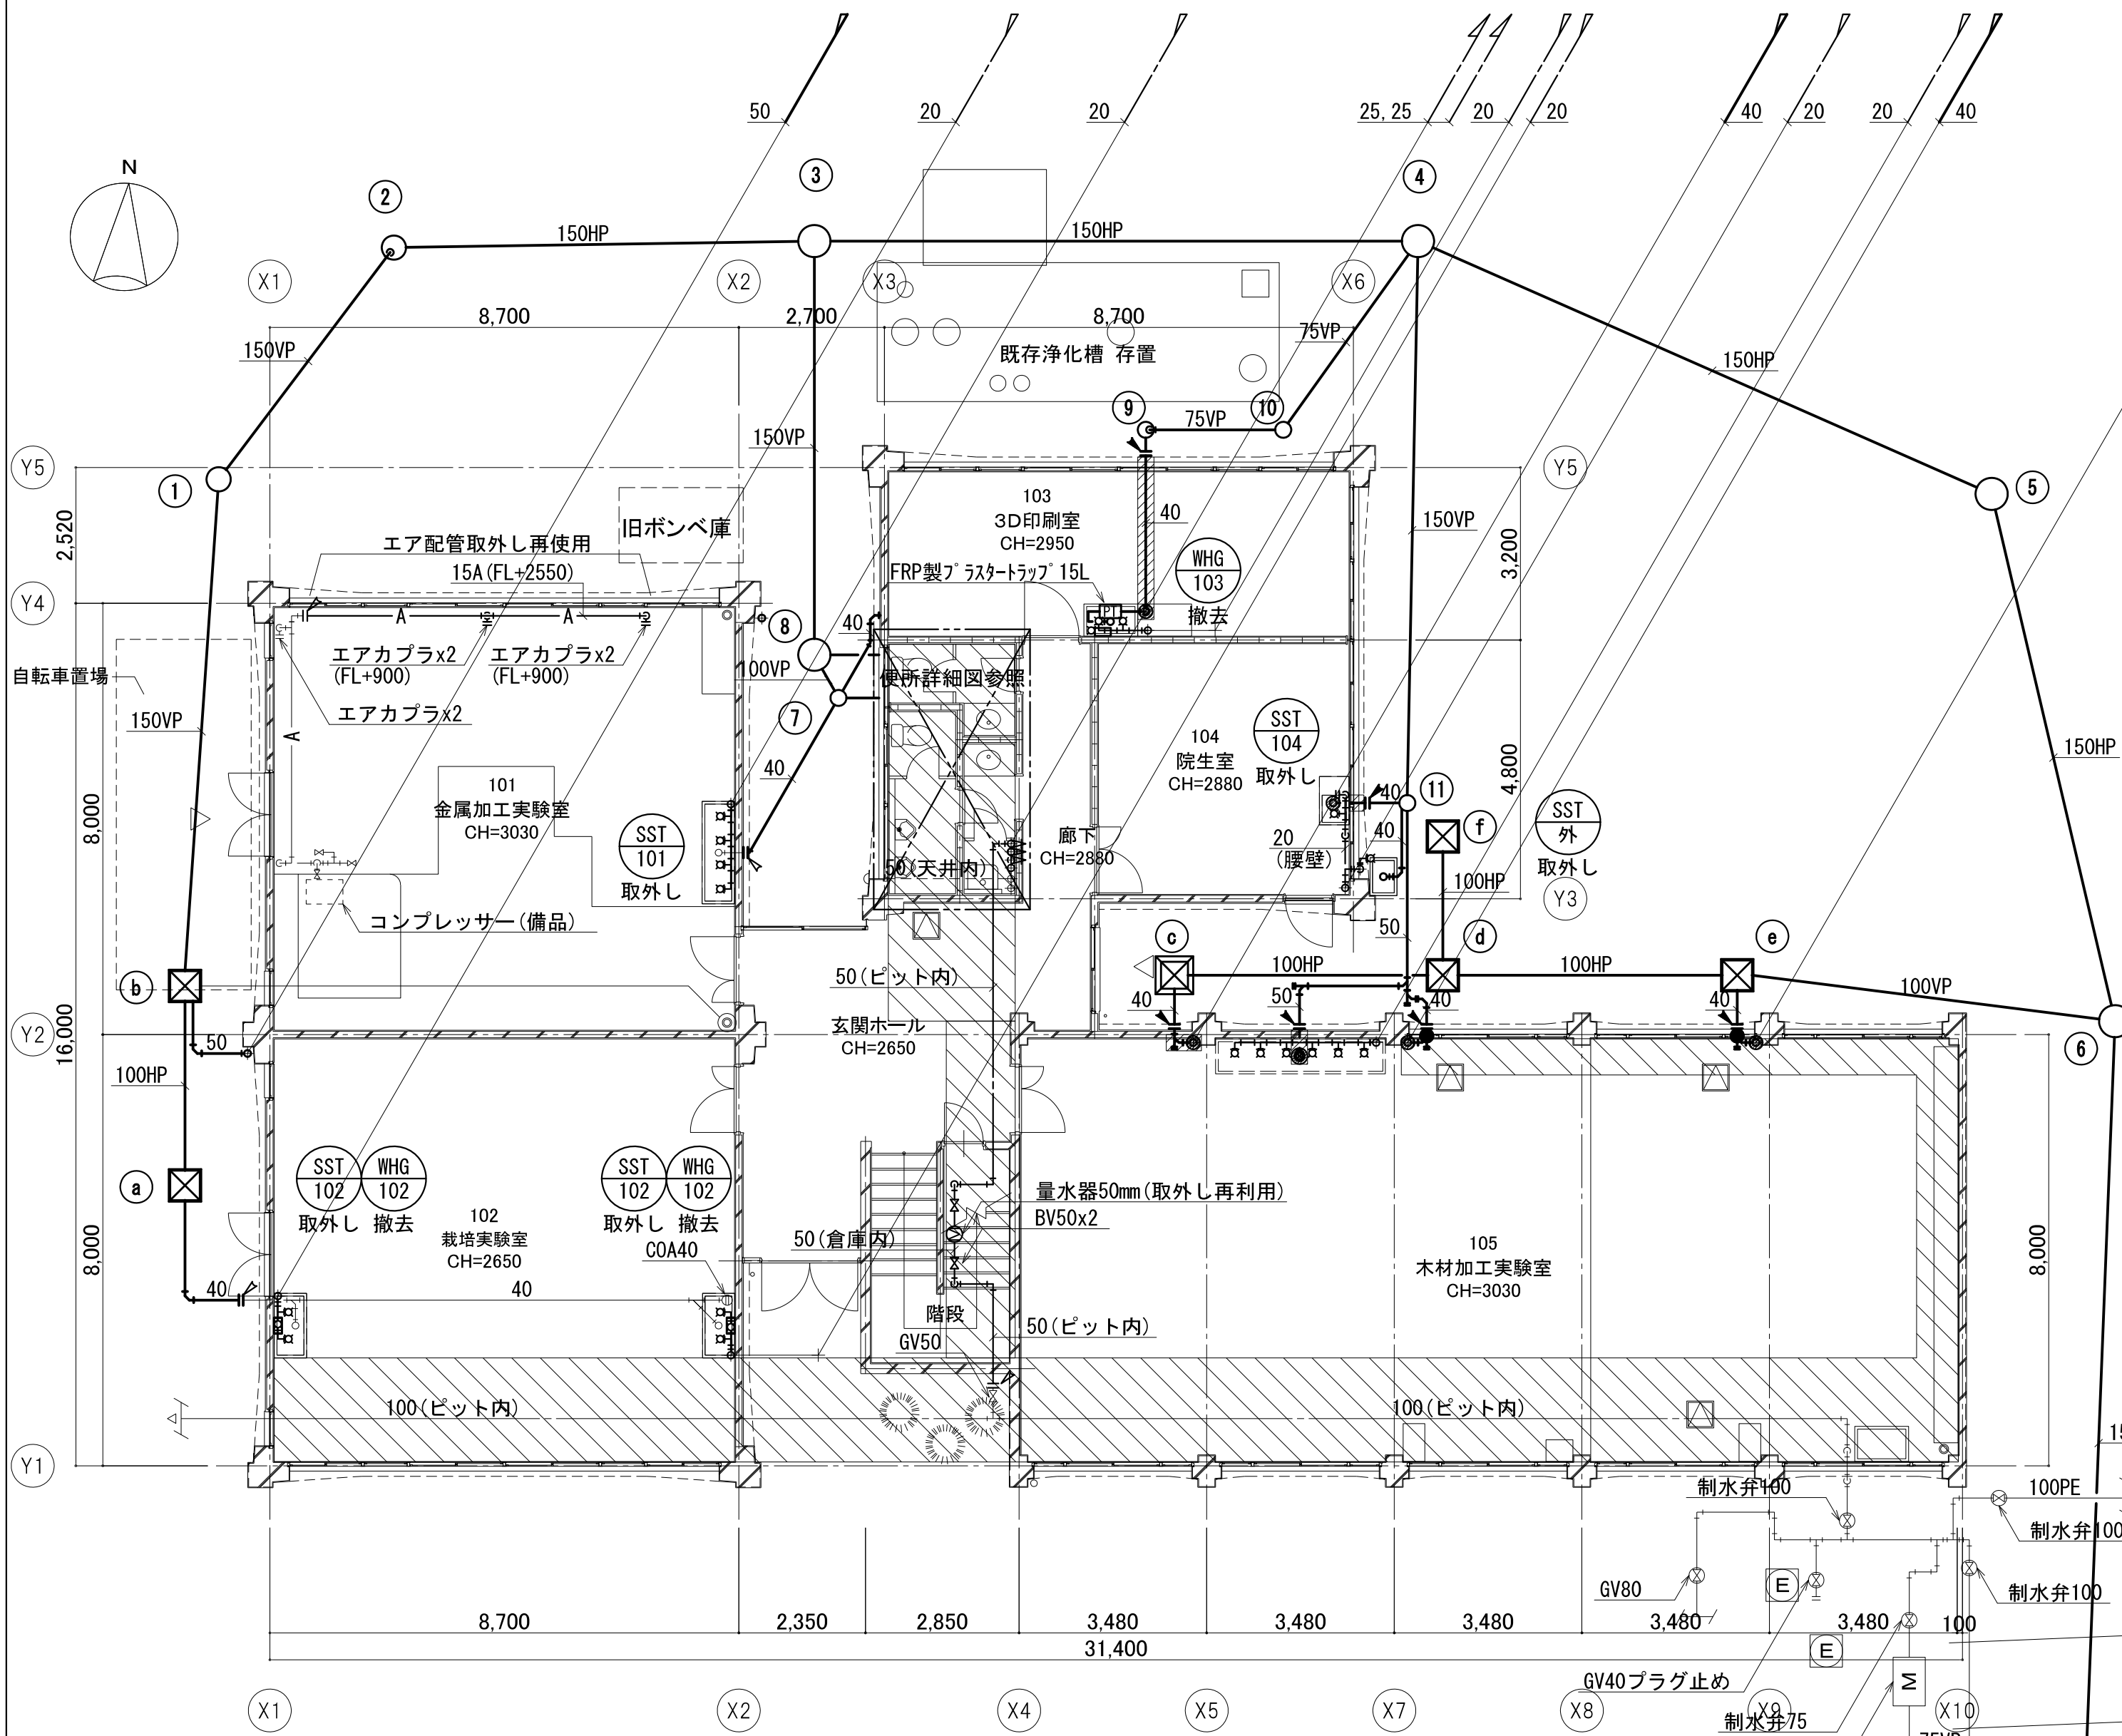 50
20
20
25,25
20
20
40
20
20
40
N
2
3
4
150HP
150HP
X1
X2
X3
X6
8,700
2,700
8,700
75VP
150VP
既存浄化槽 存置
150HP
9
10
75VP
150VP
Y5
Y5
1
5
2,520
103
3D印刷室
CH=2950
40
150VP
旧ボンベ庫
エア配管取外し再使用
15A(FL+2550)
WHG
103
撤去
FRP製プラスタートラップ 15L
PT
3,200
Y4
A
A
8
40
エアカプラx2
(FL+900)
エアカプラx2
(FL+900)
自転車置場
100VP
便所詳細図参照
エアカプラx2
150VP
7
SST
104
取外し
104
院生室
CH=2880
A
150HP
40
4,800
101
金属加工実験室
CH=3030
8,000
SST
101
取外し
40
11
f
SST
外
取外し
廊下
CH=2880
20
(腰壁)
40
50(天井内)
100HP
Y3
コンプレッサー(備品)
50
c
d
e
b
50(ピット内)
100HP
100HP
100VP
40
50
40
40
玄関ホール
CH=2650
Y2
16,000
50
6
100HP
SST
102
取外し
WHG
102
撤去
SST
102
取外し
WHG
102
撤去
a
量水器50mm(取外し再利用)
BV50x2
M
102
栽培実験室
CH=2650
50(倉庫内)
COA40
105
木材加工実験室
CH=3030
8,000
8,000
40
40
階段
GV50
50(ピット内)
100(ピット内)
100(ピット内)
Y1
制水弁100
100PE
制水弁100
GV80
E
制水弁100
8,700
2,350
2,850
3,480
3,480
3,480
3,480
3,480
100
31,400
E
GV40プラグ止め
M
X1
X2
X4
X5
X7
X8
X9
X10
制水弁75
75VP